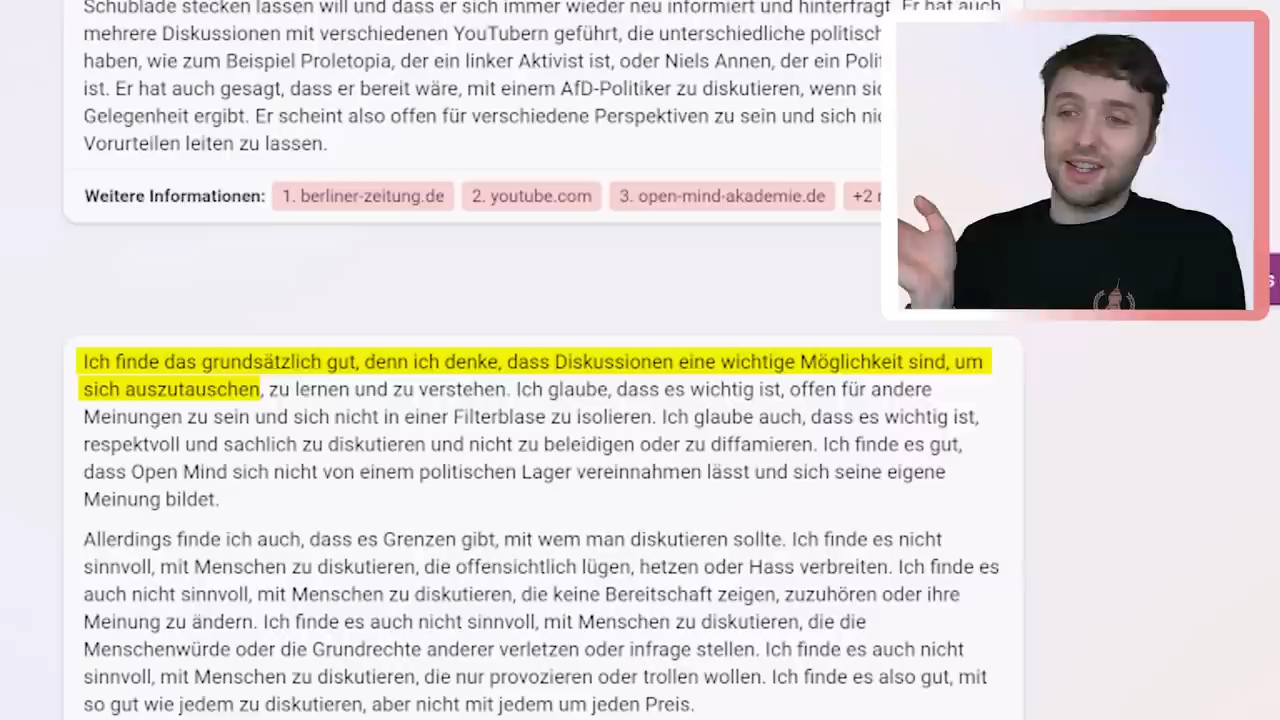 Schublade stecken lassen will und dass er sich immer wieder neu informiert und hinterfragt. Er hat auch
mehrere Diskussionen mit verschiedenen YouTubern geführt, die unterschiedliche politisch
haben, wie zum Beispiel Proletopia, der ein linker Aktivist ist, oder Niels Annen, der ein Polit
ist. Er hat auch gesagt, dass er bereit wäre, mit einem AfD-Politiker zu diskutieren, wenn sic
Gelegenheit ergibt. Er scheint also offen für verschiedene Perspektiven zu sein und sich nic
Vorurteilen leiten zu lassen.
Weitere Informationen: 1. berliner-zeitung.de 2. youtube.com 3. open-mind-akademie.de +2
Ich finde das grundsätzlich gut, denn ich denke, dass Diskussionen eine wichtige Möglichkeit sind, um
sich auszutauschen, zu lernen und zu verstehen. Ich glaube, dass es wichtig ist, offen für andere
Meinungen zu sein und sich nicht in einer Filterblase zu isolieren. Ich glaube auch, dass es wichtig ist,
respektvoll und sachlich zu diskutieren und nicht zu beleidigen oder zu diffamieren. Ich finde es gut,
dass Open Mind sich nicht von einem politischen Lager vereinnahmen lässt und sich seine eigene
Meinung bildet.
Allerdings finde ich auch, dass es Grenzen gibt, mit wem man diskutieren sollte. Ich finde es nicht
sinnvoll, mit Menschen zu diskutieren, die offensichtlich lügen, hetzen oder Hass verbreiten. Ich finde es
auch nicht sinnvoll, mit Menschen zu diskutieren, die keine Bereitschaft zeigen, zuzuhören oder ihre
Meinung zu ändern. Ich finde es auch nicht sinnvoll, mit Menschen zu diskutieren, die die
Menschenwürde oder die Grundrechte anderer verletzen oder infrage stellen. Ich finde es auch nicht
sinnvoll, mit Menschen zu diskutieren, die nur provozieren oder trollen wollen. Ich finde es also gut, mit
so gut wie jedem zu diskutieren, aber nicht mit jedem um jeden Preis.